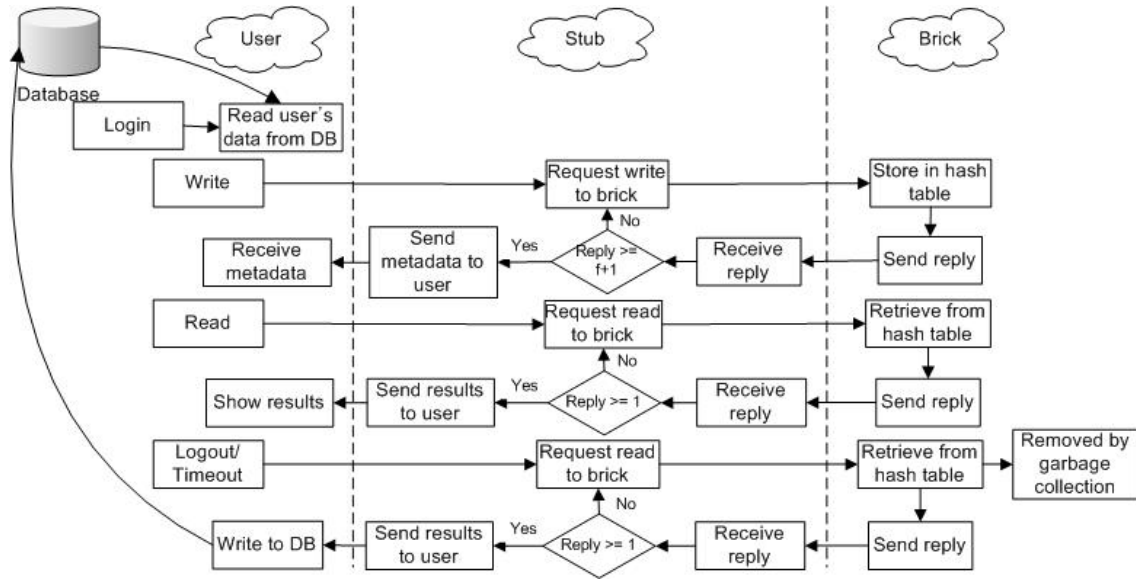 User
Stub
Brick
Database
Login
Read user's
data from DB
Write
Request write
to brick
Store in hash
table
No
Receive
metadata
Send
metadata to
user
Yes
Reply >=
f+1
Receive
reply
Send reply
Read
Request read
to brick
Retrieve from
hash table
No
Show results
Send results
to user
Yes
Reply >= 1
Receive
reply
Send reply
Logout/
Timeout
Request read
to brick
Retrieve from
hash table
Removed by
garbage
collection
No
Write to DB
Send results
to user
Yes
Reply >= 1
Receive
reply
Send reply